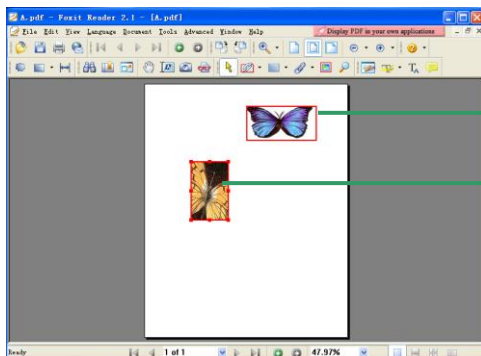 A.pdf - Foxit Reader 2.1 - [A.pdf]
File Edit View Language Document Tools Advanced Window Help
Display PDF in your own applications
Ready
1 of 1
47.97%